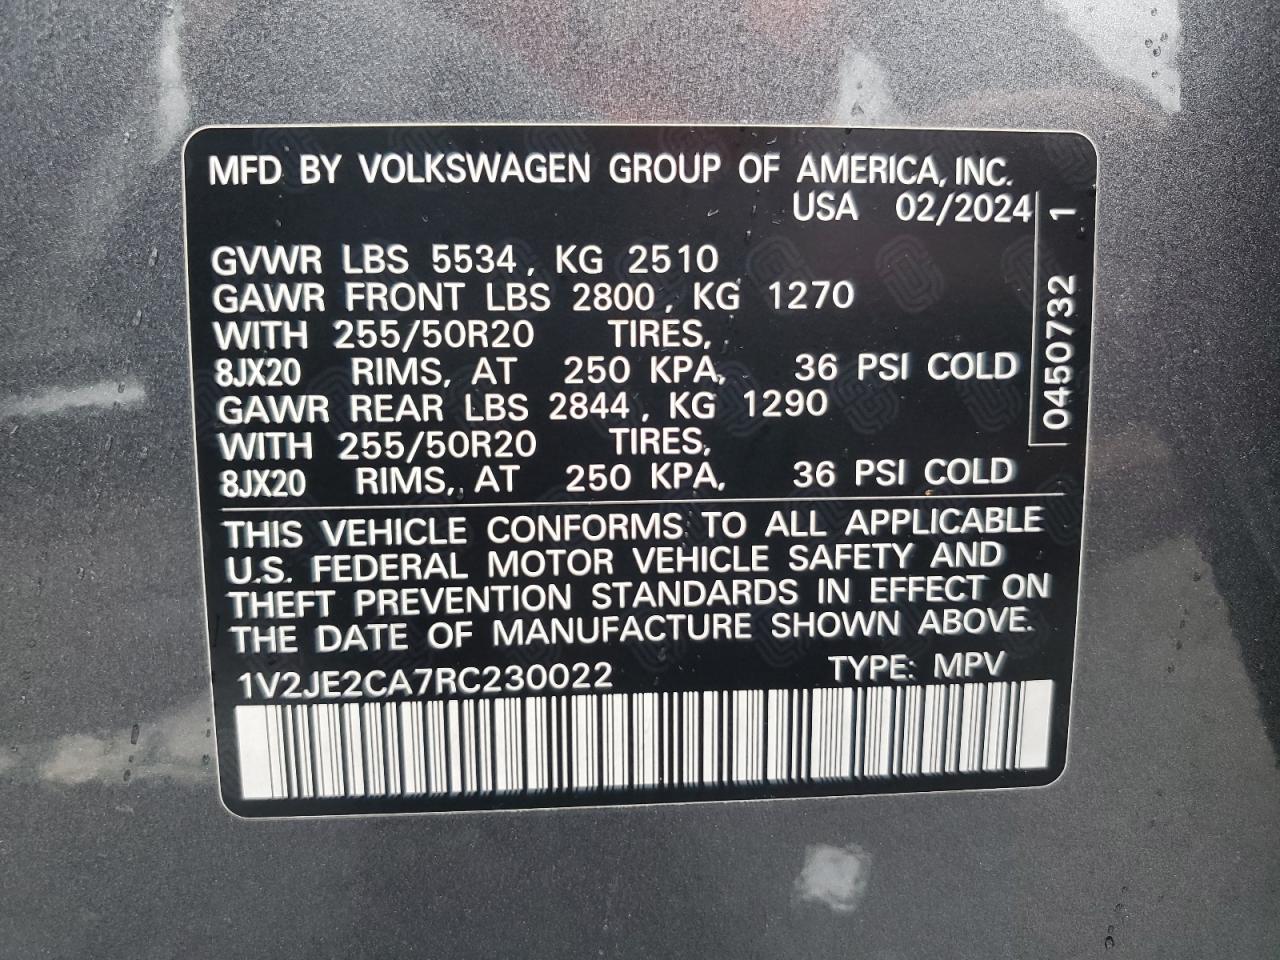 MFD BY VOLKSWAGEN GROUP OF AMERICA, INC.
USA 02/2024
GVWR LBS 5534, KG 2510
GAWR FRONT LBS 2800, KG 1270
WITH 255/50R20 TIRES,
8JX20 RIMS, AT 250 KPA, 36 PSI COLD
GAWR REAR LBS 2844, KG 1290
WITH 255/50R20 TIRES,
8JX20 RIMS, AT 250 KPA, 36 PSI COLD
0450732 1
THIS VEHICLE CONFORMS TO ALL APPLICABLE
U.S. FEDERAL MOTOR VEHICLE SAFETY AND
THEFT PREVENTION STANDARDS IN EFFECT ON
THE DATE OF MANUFACTURE SHOWN ABOVE.
1V2JE2CA7RC230022 TYPE: MPV